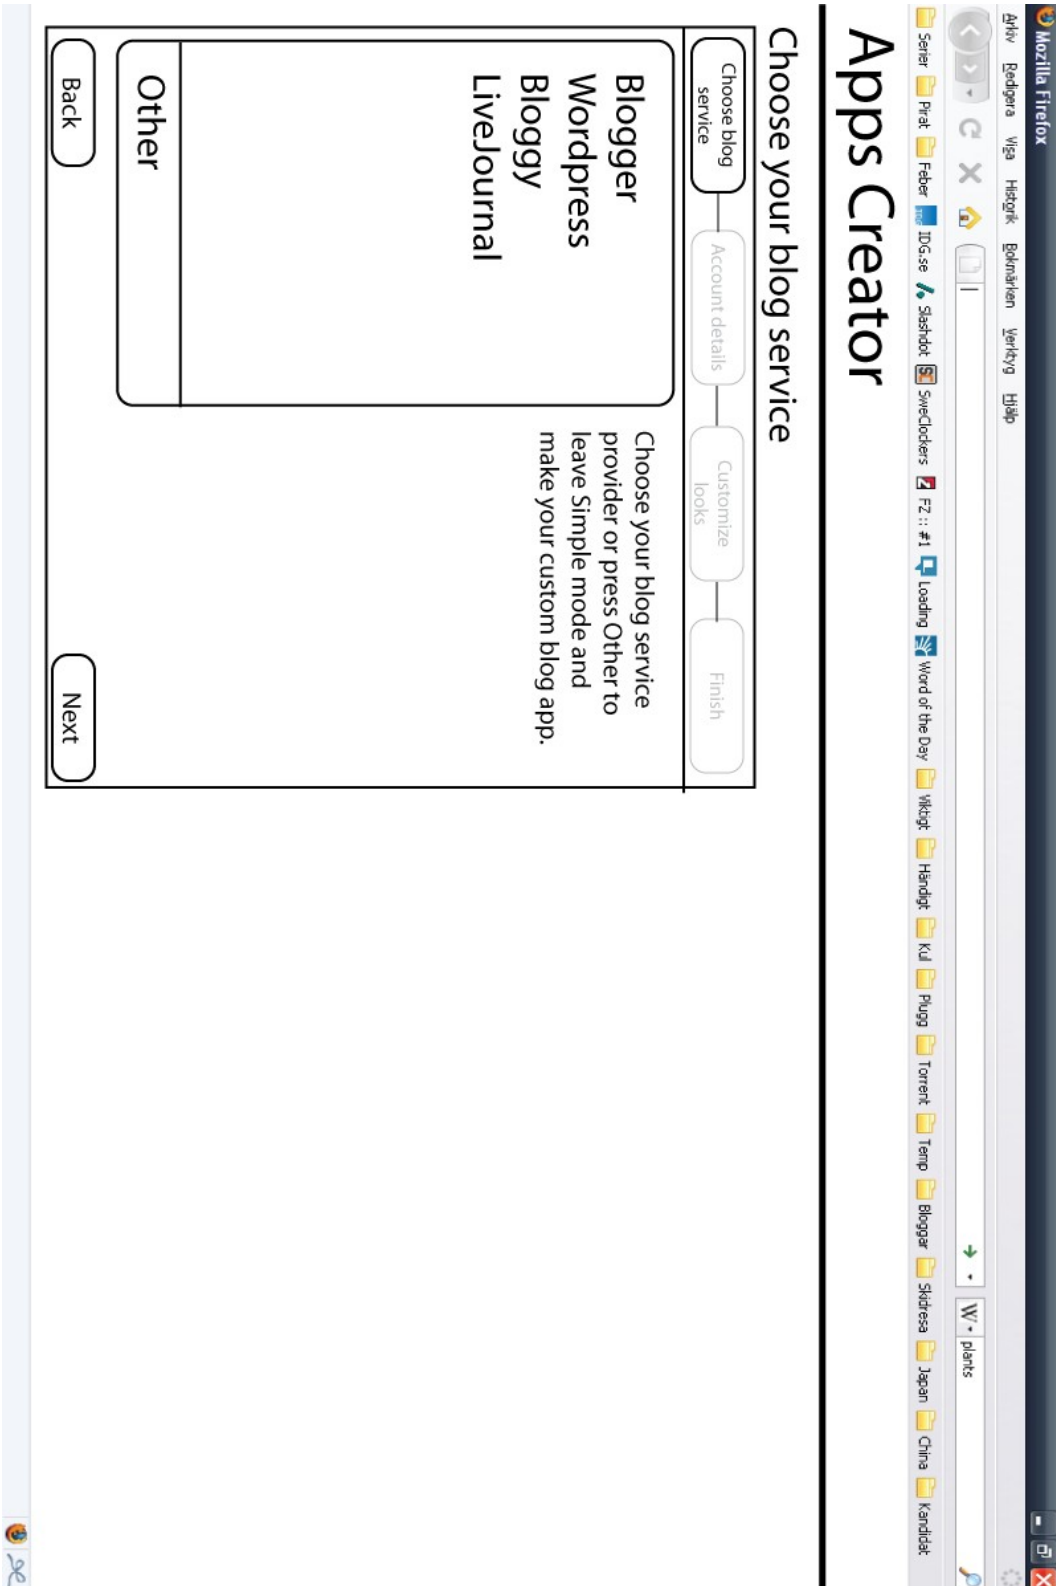 Mozilla Firefox
Arkiv Redigera Visa Historik Bokmärken Verktyg Hjälp
W plants
Serier Pirat Feber IDG.se Slashdot SweClockers FZ :: #1 Loading Word of the Day Viktigt Händigt Kul Plugg Torrent Temp Bloggar Skidresa Japan China Kandidat
Apps Creator
Choose your blog service
Choose blog
service
Account details
Customize
looks
Finish
Blogger
Wordpress
Bloggy
LiveJournal
Other
Choose your blog service
provider or press Other to
leave Simple mode and
make your custom blog app.
Back
Next